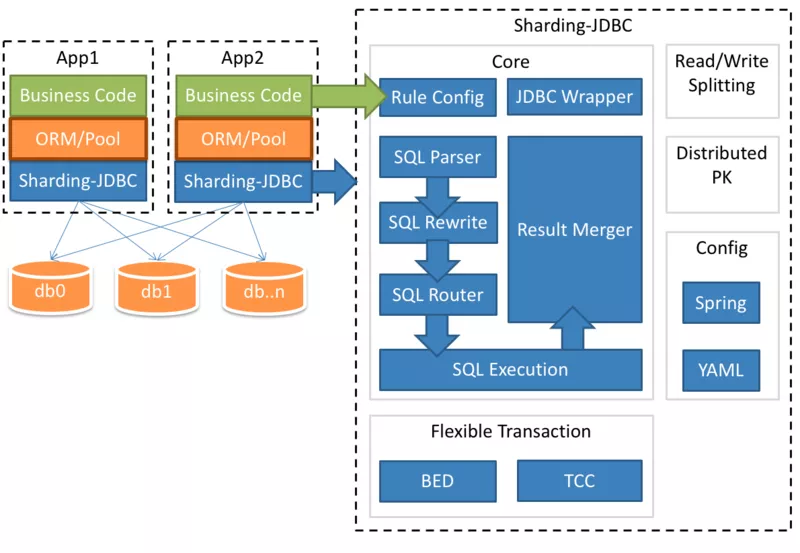 Sharding-JDBC
App1
App2
Business Code
Business Code
ORM/Pool
ORM/Pool
Sharding-JDBC
Sharding-JDBC
db0
db1
db..n
Core
Rule Config
JDBC Wrapper
SQL Parser
SQL Rewrite
SQL Router
Result Merger
SQL Execution
Read/Write
Splitting
Distributed
PK
Config
Spring
YAML
Flexible Transaction
BED
TCC